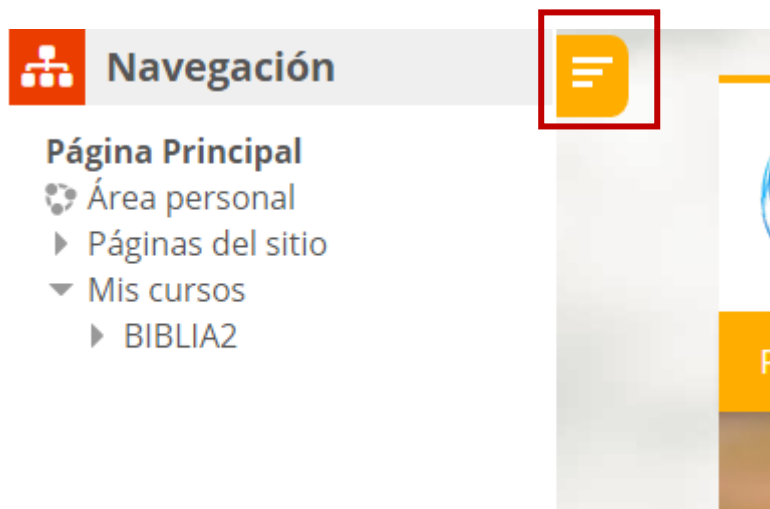 Navegación
Página Principal
Área personal
Páginas del sitio
Mis cursos
BIBLIA2